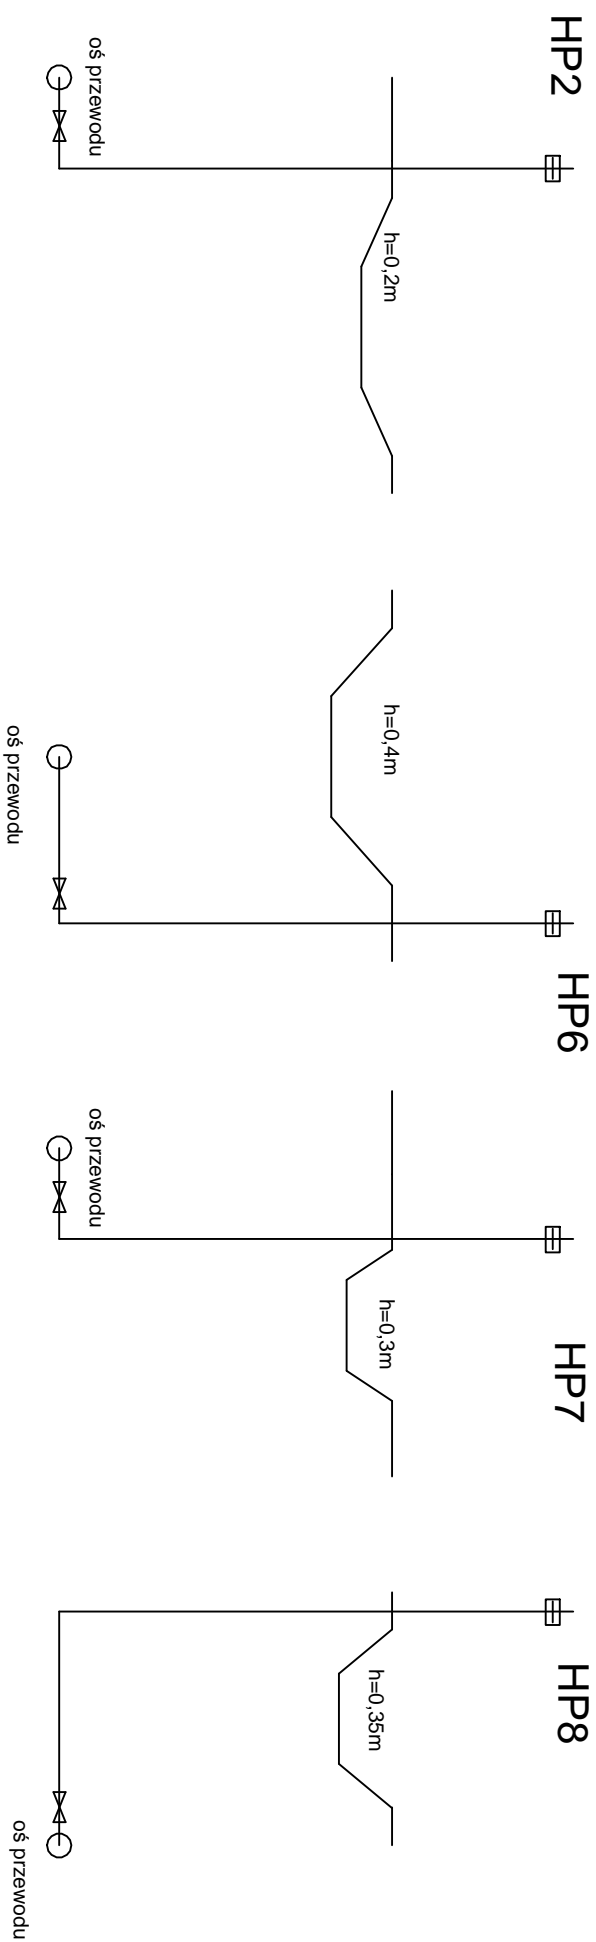 HP2
oś przewodu
h=0,2m
h=0,4m
oś przewodu
HP6
oś przewodu
HP7
h=0,3m
HP8
h=0,35m
oś przewodu